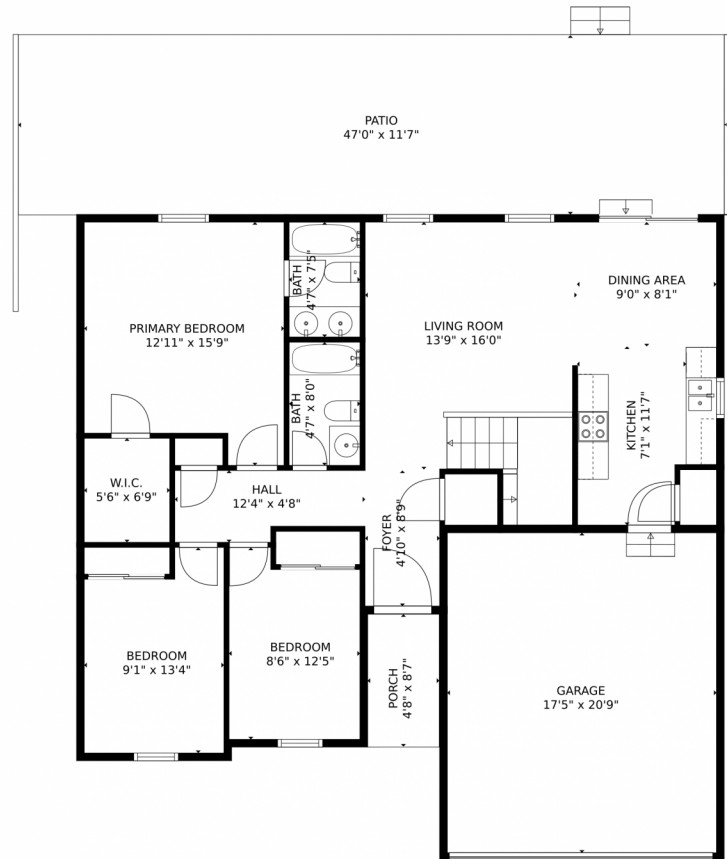 PATIO
47'0" x 11'7"
BATH
4'7" x 7'5"
DINING AREA
9'0" x 8'1"
PRIMARY BEDROOM
12'11" x 15'9"
LIVING ROOM
13'9" x 16'0"
BATH
4'7" x 8'0"
KITCHEN
7'1" x 11'7"
W.I.C.
5'6" x 6'9"
HALL
12'4" x 4'8"
FOYER
4'10" x 8'9"
BEDROOM
9'1" x 13'4"
BEDROOM
8'6" x 12'5"
PORCH
4'8" x 8'7"
GARAGE
17'5" x 20'9"